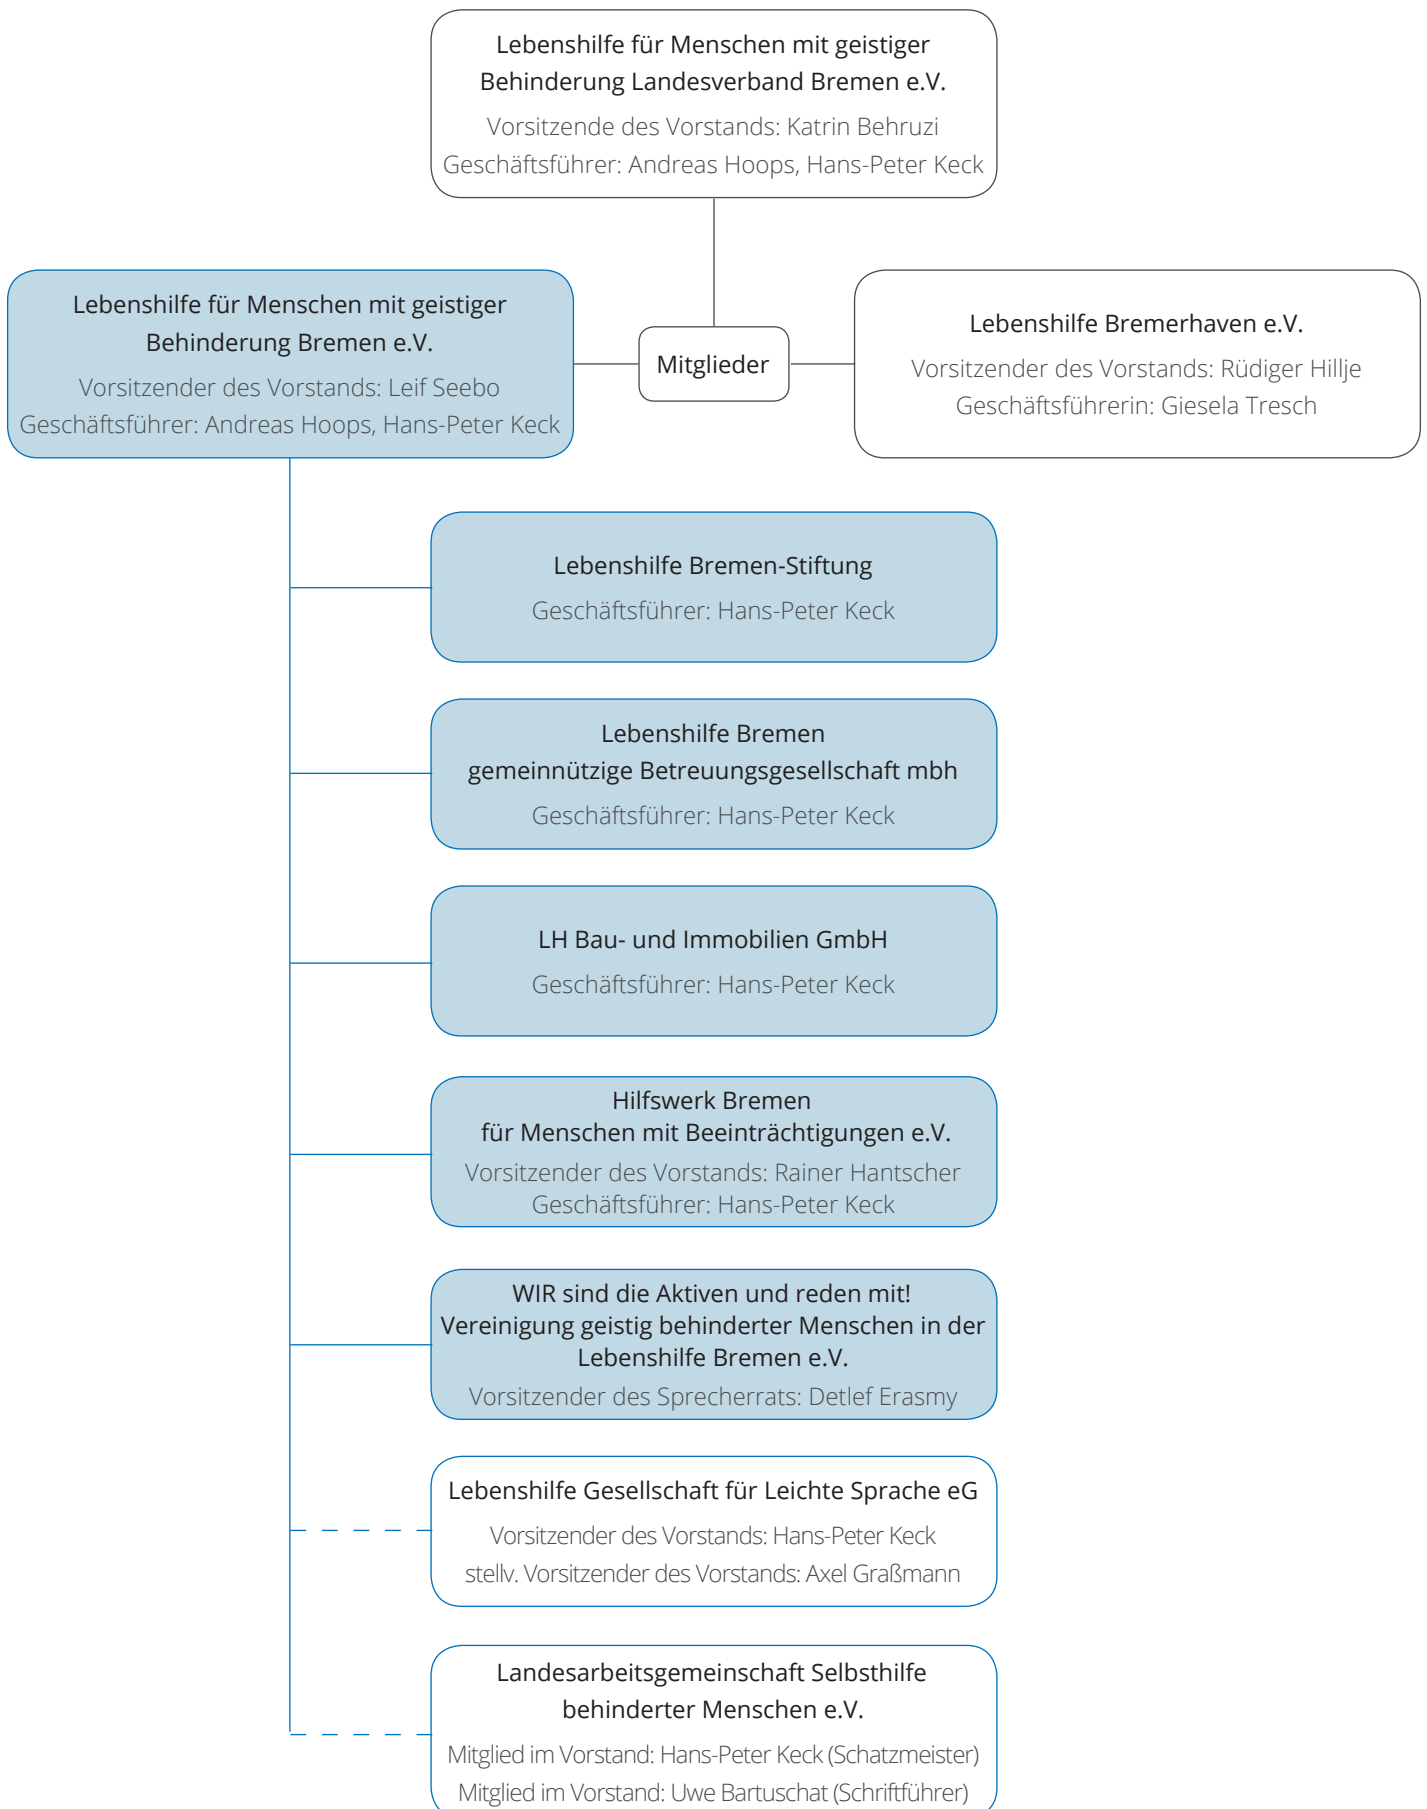 Lebenshilfe für Menschen mit geistiger
Behinderung Landesverband Bremen e.V.
Vorsitzende des Vorstands: Katrin Behruzi
Geschäftsführer: Andreas Hoops, Hans-Peter Keck
Lebenshilfe für Menschen mit geistiger
Behinderung Bremen e.V.
Vorsitzender des Vorstands: Leif Seebo
Geschäftsführer: Andreas Hoops, Hans-Peter Keck
Mitglieder
Lebenshilfe Bremerhaven e.V.
Vorsitzender des Vorstands: Rüdiger Hillje
Geschäftsführerin: Giesela Tresch
Lebenshilfe Bremen-Stiftung
Geschäftsführer: Hans-Peter Keck
Lebenshilfe Bremen
gemeinnützige Betreuungsgesellschaft mbh
Geschäftsführer: Hans-Peter Keck
LH Bau- und Immobilien GmbH
Geschäftsführer: Hans-Peter Keck
Hilfswerk Bremen
für Menschen mit Beeinträchtigungen e.V.
Vorsitzender des Vorstands: Rainer Hantscher
Geschäftsführer: Hans-Peter Keck
WIR sind die Aktiven und reden mit!
Vereinigung geistig behinderter Menschen in der
Lebenshilfe Bremen e.V.
Vorsitzender des Sprecherrats: Detlef Erasmy
Lebenshilfe Gesellschaft für Leichte Sprache eG
Vorsitzender des Vorstands: Hans-Peter Keck
stellv. Vorsitzender des Vorstands: Axel Graßmann
Landesarbeitsgemeinschaft Selbsthilfe
behinderter Menschen e.V.
Mitglied im Vorstand: Hans-Peter Keck (Schatzmeister)
Mitglied im Vorstand: Uwe Bartuschat (Schriftführer)